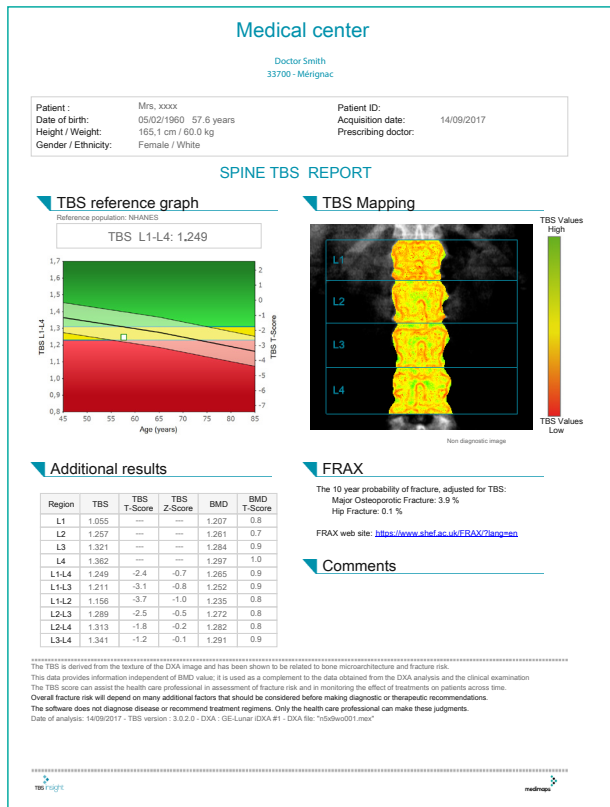 Medical center
Doctor Smith
33700 - Mérignac
Patient : Mrs, xxxx Patient ID:
Date of birth: 05/02/1960 57.6 years Acquisition date: 14/09/2017
Height / Weight: 165,1 cm / 60.0 kg Prescribing doctor:
Gender / Ethnicity: Female / White
SPINE TBS REPORT
TBS reference graph
Reference population: NHANES
TBS L1-L4: 1.249
1,7
1,6
1,5
1,4
1,3
1,2
1,1
1,0
0,9
0,8
TBS L1-L4
2
1
0
-1
-2
-3
-4
-5
-6
-7
TBS T-Score
45 50 55 60 65 70 75 80 85
Age (years)
TBS Mapping
L1
L2
L3
L4
TBS Values
High
TBS Values
Low
Non diagnostic image
Additional results
Region TBS TBS T-Score TBS Z-Score BMD BMD T-Score
L1 1.055 --- --- 1.207 0.8
L2 1.257 --- --- 1.261 0.7
L3 1.321 --- --- 1.284 0.9
L4 1.362 --- --- 1.297 1.0
L1-L4 1.249 -2.4 -0.7 1.265 0.9
L1-L3 1.211 -3.1 -0.8 1.252 0.9
L1-L2 1.156 -3.7 -1.0 1.235 0.8
L2-L3 1.289 -2.5 -0.5 1.272 0.8
L2-L4 1.313 -1.8 -0.2 1.282 0.8
L3-L4 1.341 -1.2 -0.1 1.291 0.9
FRAX
The 10 year probability of fracture, adjusted for TBS:
Major Osteoporotic Fracture: 3.9 %
Hip Fracture: 0.1 %
FRAX web site: https://www.shef.ac.uk/FRAX/?lang=en
Comments
The TBS is derived from the texture of the DXA image and has been shown to be related to bone microarchitecture and fracture risk.
This data provides information independent of BMD value; it is used as a complement to the data obtained from the DXA analysis and the clinical examination
The TBS score can assist the health care professional in assessment of fracture risk and in monitoring the effect of treatments on patients across time.
Overall fracture risk will depend on many additional factors that should be considered before making diagnostic or therapeutic recommendations.
The software does not diagnose disease or recommend treatment regimens. Only the health care professional can make these judgments.
Date of analysis: 14/09/2017 - TBS version : 3.0.2.0 - DXA : GE-Lunar iDXA #1 - DXA file: "n5x9wo001.mex"
TBS insight
medimaps